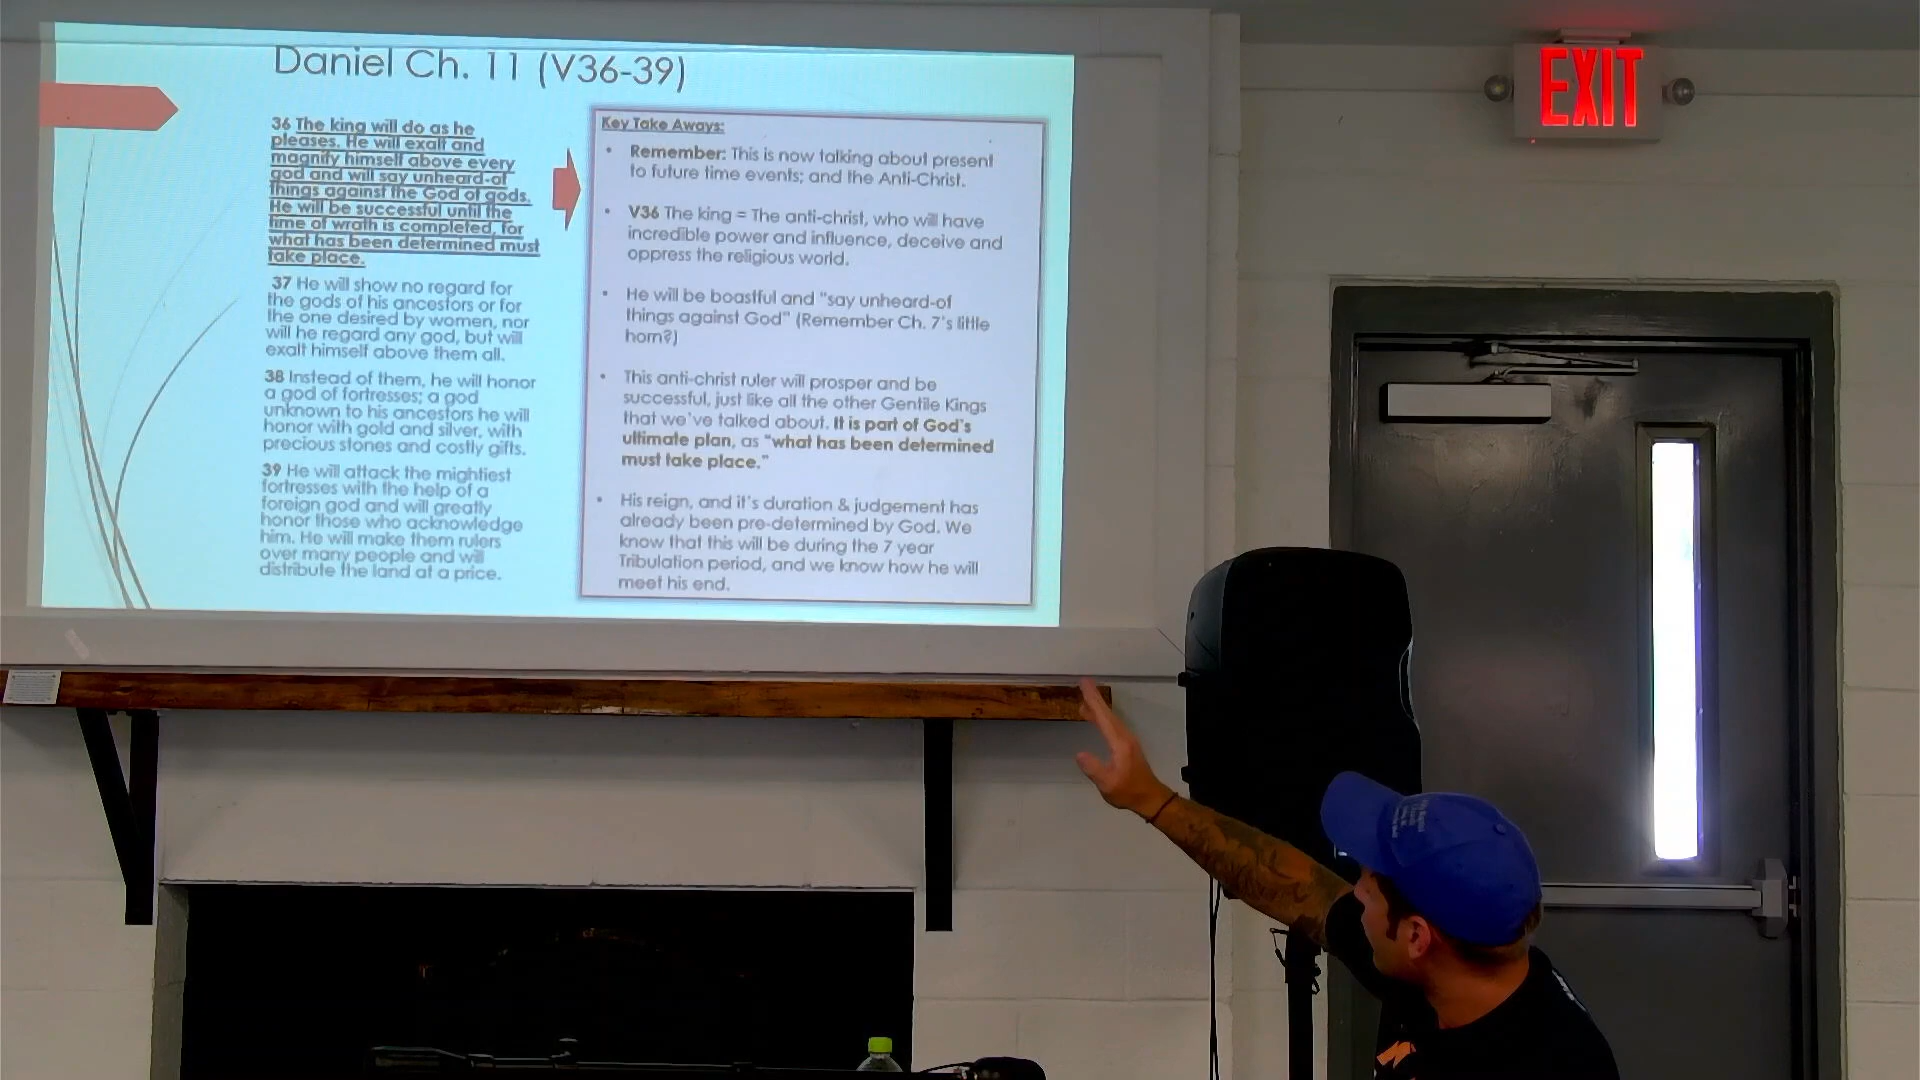 Daniel Ch. 11 (V36-39)
36 The king will do as he
pleases. He will exalt and
magnify himself above every
god and will say unheard-of
things against the God of gods.
He will be successful until the
time of wrath is completed, for
what has been determined must
take place.
37 He will show no regard for
the gods of his ancestors or for
the one desired by women, nor
will he regard any god, but will
exalt himself above them all.
38 Instead of them, he will honor
a god of fortresses; a god
unknown to his ancestors he will
honor with gold and silver, with
precious stones and costly gifts.
39 He will attack the mightiest
fortresses with the help of a
foreign god and will greatly
honor those who acknowledge
him. He will make them rulers
over many people and will
distribute the land at a price.
Key Take Aways:
• Remember: This is now talking about present
to future time events; and the Anti-Christ.
• V36 The king = The anti-christ, who will have
incredible power and influence, deceive and
oppress the religious world.
• He will be boastful and "say unheard-of
things against God" (Remember Ch. 7's little
horn?)
• This anti-christ ruler will prosper and be
successful, just like all the other Gentile Kings
that we've talked about. It is part of God's
ultimate plan, as "what has been determined
must take place."
• His reign, and it's duration & judgement has
already been pre-determined by God. We
know that this will be during the 7 year
Tribulation period, and we know how he will
meet his end.
EXIT